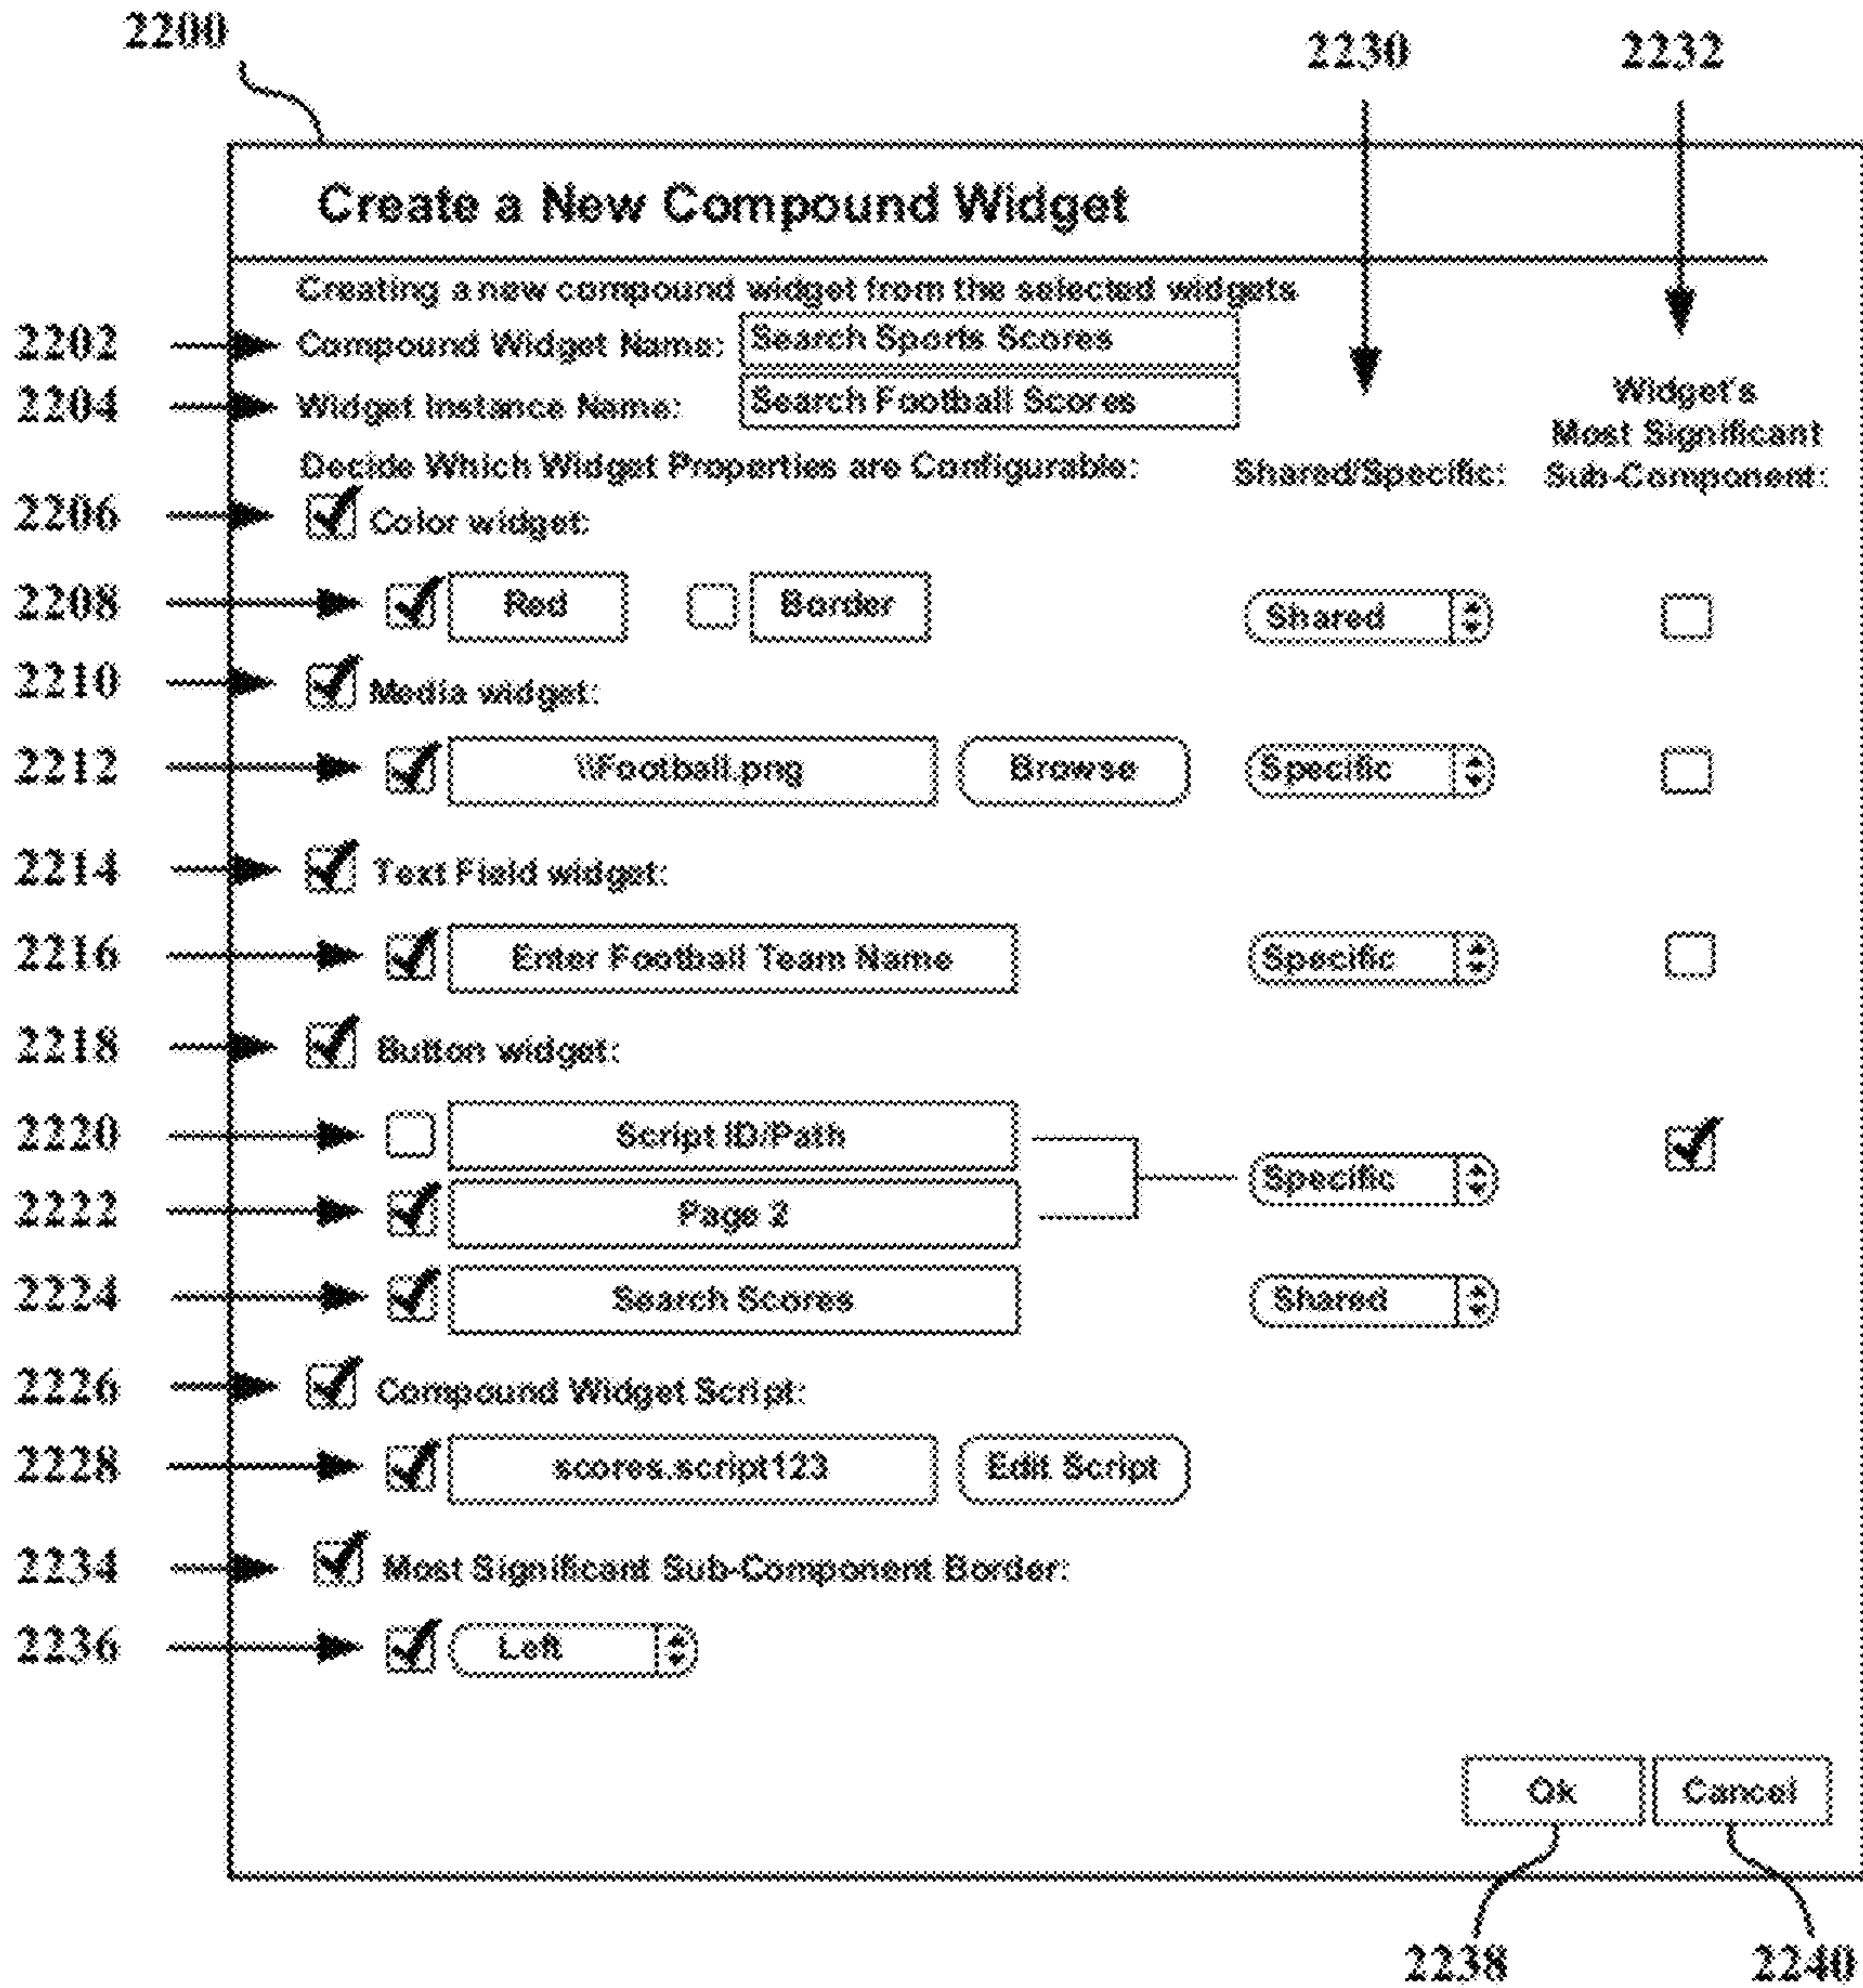 2200
2230 2232
Create a New Compound Widget
Creating a new compound widget from the selected widgets
2202 Compound Widget Name: Search Sports Scores
2204 Widget Instance Name: Search Football Scores
Widget's
Most Significant
Decide Which Widget Properties are Configurable: Shared/Specific: Sub-Component:
2206 Color widget:
2208 Red Border Shared
2210 Media widget:
2212 \\Football.png Browse Specific
2214 Text Field widget:
2216 Enter Football Team Name Specific
2218 Button widget:
2220 Script ID/Path
Specific
2222 Page 2
2224 Search Scores Shared
2226 Compound Widget Script:
2228 scores.script123 Edit Script
2234 Most Significant Sub-Component Border:
2236 Left
Ok Cancel
2238 2240